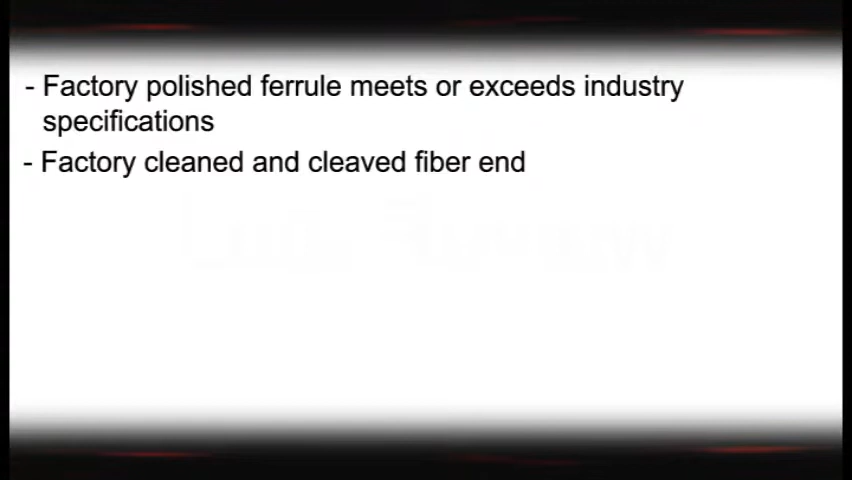 - Factory polished ferrule meets or exceeds industry
specifications
- Factory cleaned and cleaved fiber end